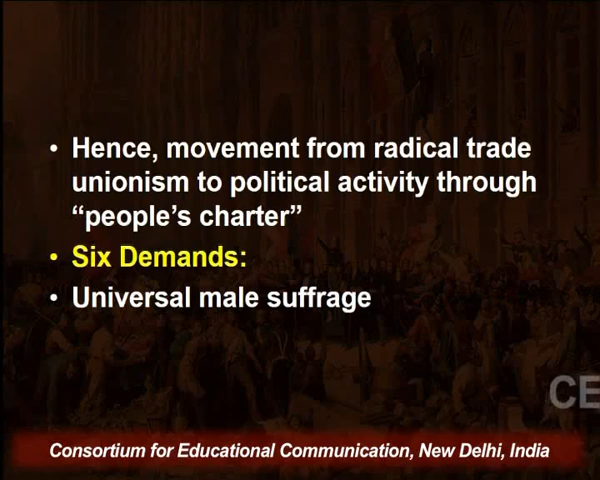 • Hence, movement from radical trade
unionism to political activity through
“people’s charter”
• Six Demands:
• Universal male suffrage
CE
Consortium for Educational Communication, New Delhi, India